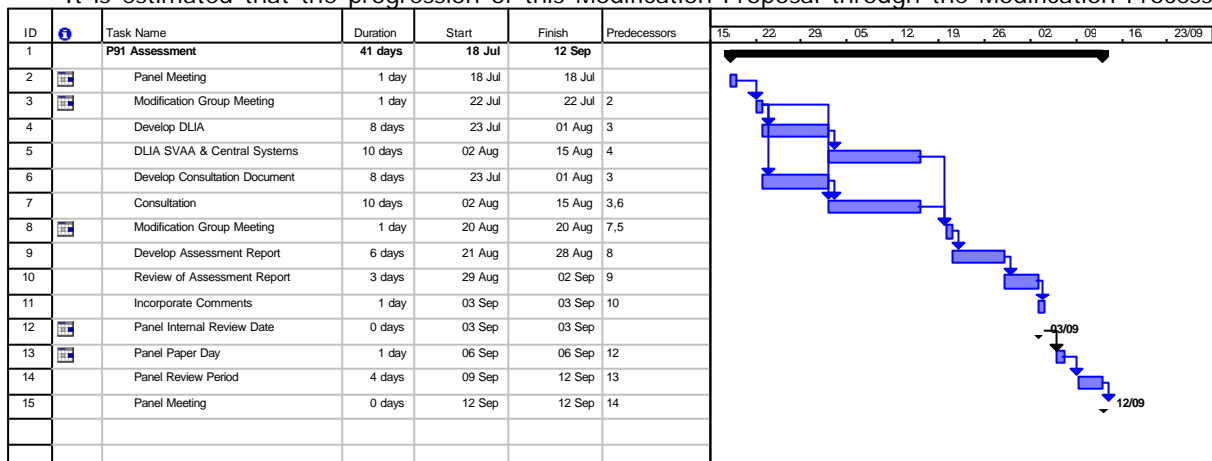 It is estimated that the progression of this Modification Proposal through the Modification Process
ID Task Name Duration Start Finish Predecessors 15 22 29 05 12 19 26 02 09 16 23/09
1 P91 Assessment 41 days 18 Jul 12 Sep
2 Panel Meeting 1 day 18 Jul 18 Jul
3 Modification Group Meeting 1 day 22 Jul 22 Jul 2
4 Develop DLIA 8 days 23 Jul 01 Aug 3
5 DLIA SVAA & Central Systems 10 days 02 Aug 15 Aug 4
6 Develop Consultation Document 8 days 23 Jul 01 Aug 3
7 Consultation 10 days 02 Aug 15 Aug 3,6
8 Modification Group Meeting 1 day 20 Aug 20 Aug 7,5
9 Develop Assessment Report 6 days 21 Aug 28 Aug 8
10 Review of Assessment Report 3 days 29 Aug 02 Sep 9
11 Incorporate Comments 1 day 03 Sep 03 Sep 10
12 Panel Internal Review Date 0 days 03 Sep 03 Sep 03/09
13 Panel Paper Day 1 day 06 Sep 06 Sep 12
14 Panel Review Period 4 days 09 Sep 12 Sep 13
15 Panel Meeting 0 days 12 Sep 12 Sep 14 12/09